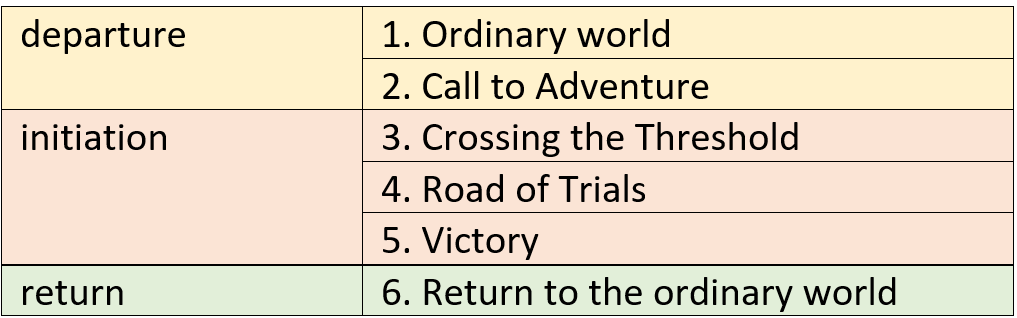 departure
1. Ordinary world
2. Call to Adventure
initiation
3. Crossing the Threshold
4. Road of Trials
5. Victory
return
6. Return to the ordinary world